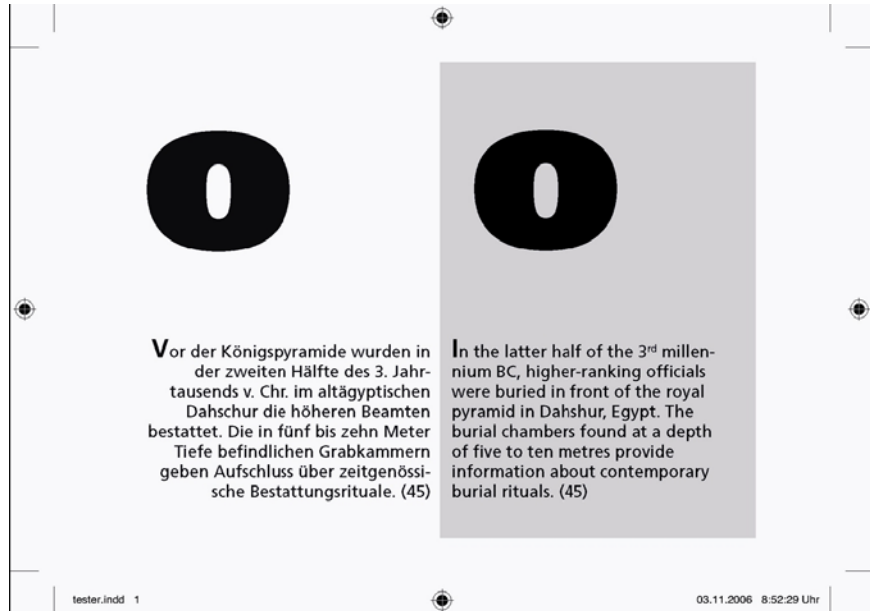 o
o
Vor der Königspyramide wurden in
der zweiten Hälfte des 3. Jahr-
tausends v. Chr. im altägyptischen
Dahschur die höheren Beamten
bestattet. Die in fünf bis zehn Meter
Tiefe befindlichen Grabkammern
geben Aufschluss über zeitgenössi-
sche Bestattungsrituale. (45)
In the latter half of the 3rd millen-
nium BC, higher-ranking officials
were buried in front of the royal
pyramid in Dahshur, Egypt. The
burial chambers found at a depth
of five to ten metres provide
information about contemporary
burial rituals. (45)
tester.indd 1
03.11.2006 8:52:29 Uhr